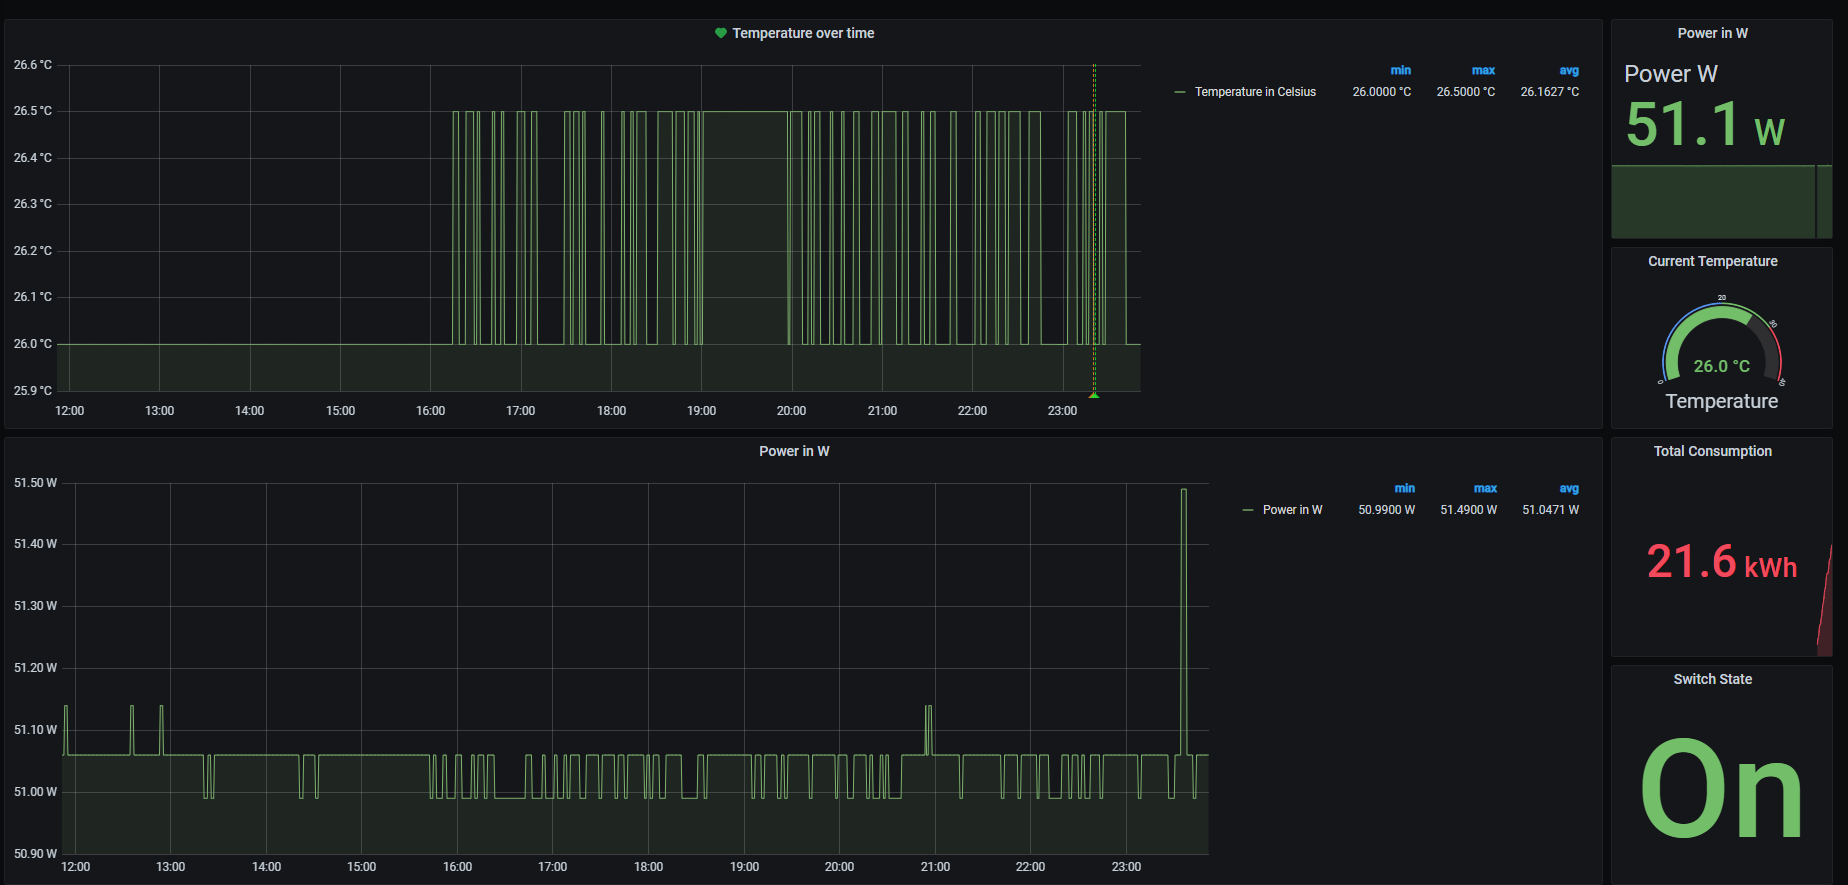 Temperature over time
26.6 °C
26.5 °C
26.4 °C
26.3 °C
26.2 °C
26.1 °C
26.0 °C
25.9 °C
12:00 13:00 14:00 15:00 16:00 17:00 18:00 19:00 20:00 21:00 22:00 23:00
min max avg
Temperature in Celsius 26.0000 °C 26.5000 °C 26.1627 °C
Power in W
Power W
51.1 W
Current Temperature
0 20 30 40
26.0 °C
Temperature
Power in W
51.50 W
51.40 W
51.30 W
51.20 W
51.10 W
51.00 W
50.90 W
12:00 13:00 14:00 15:00 16:00 17:00 18:00 19:00 20:00 21:00 22:00 23:00
min max avg
Power in W 50.9900 W 51.4900 W 51.0471 W
Total Consumption
21.6 kWh
Switch State
On